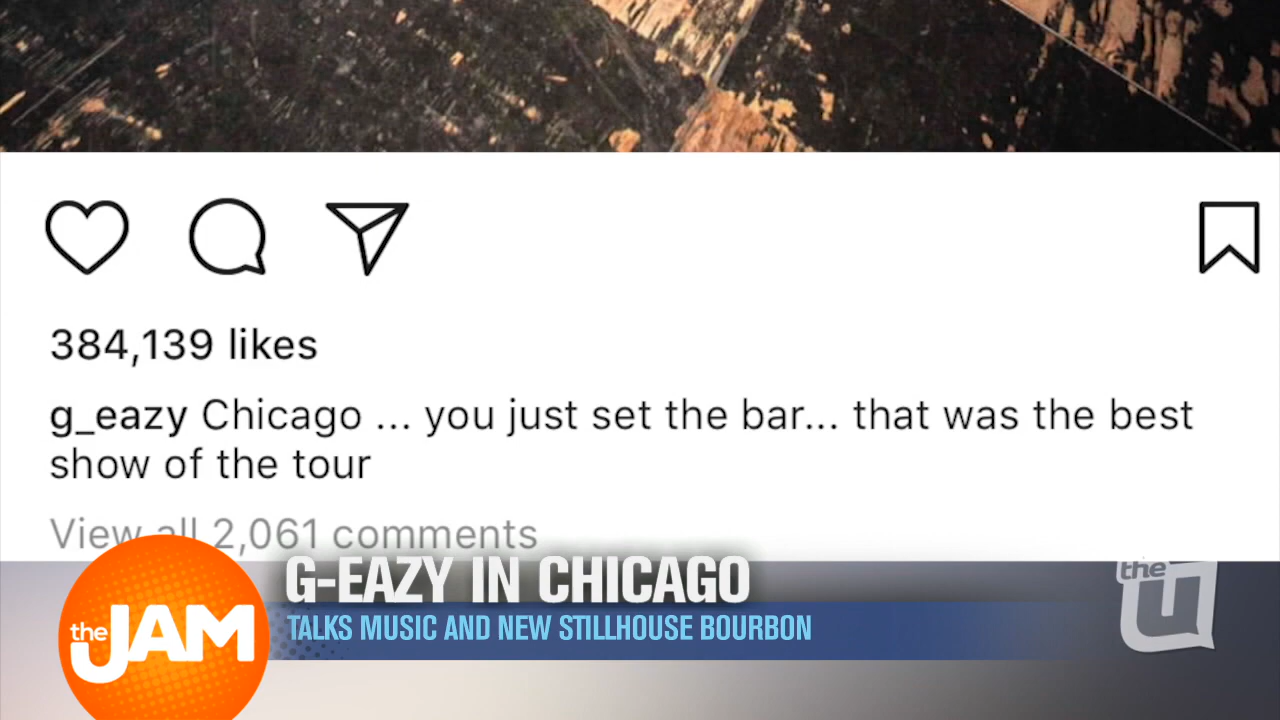 384,139 likes
g_eazy Chicago ... you just set the bar... that was the best
show of the tour
View all 2,061 comments
G-EAZY IN CHICAGO
TALKS MUSIC AND NEW STILLHOUSE BOURBON
the JAM
the U